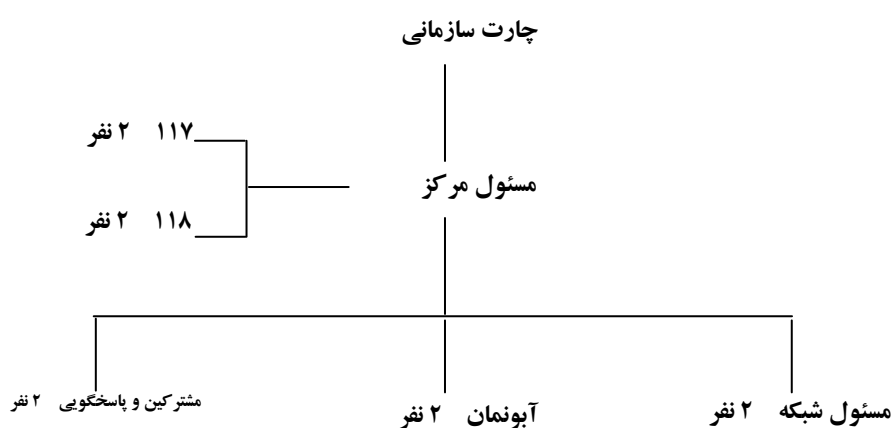 چارت سازمانی
۱۱۷ ۲ نفر
مسئول مرکز
۱۱۸ ۲ نفر
مسئول شبکه ۲ نفر
آبونمان ۲ نفر
مشترکین و پاسخگویی ۲ نفر